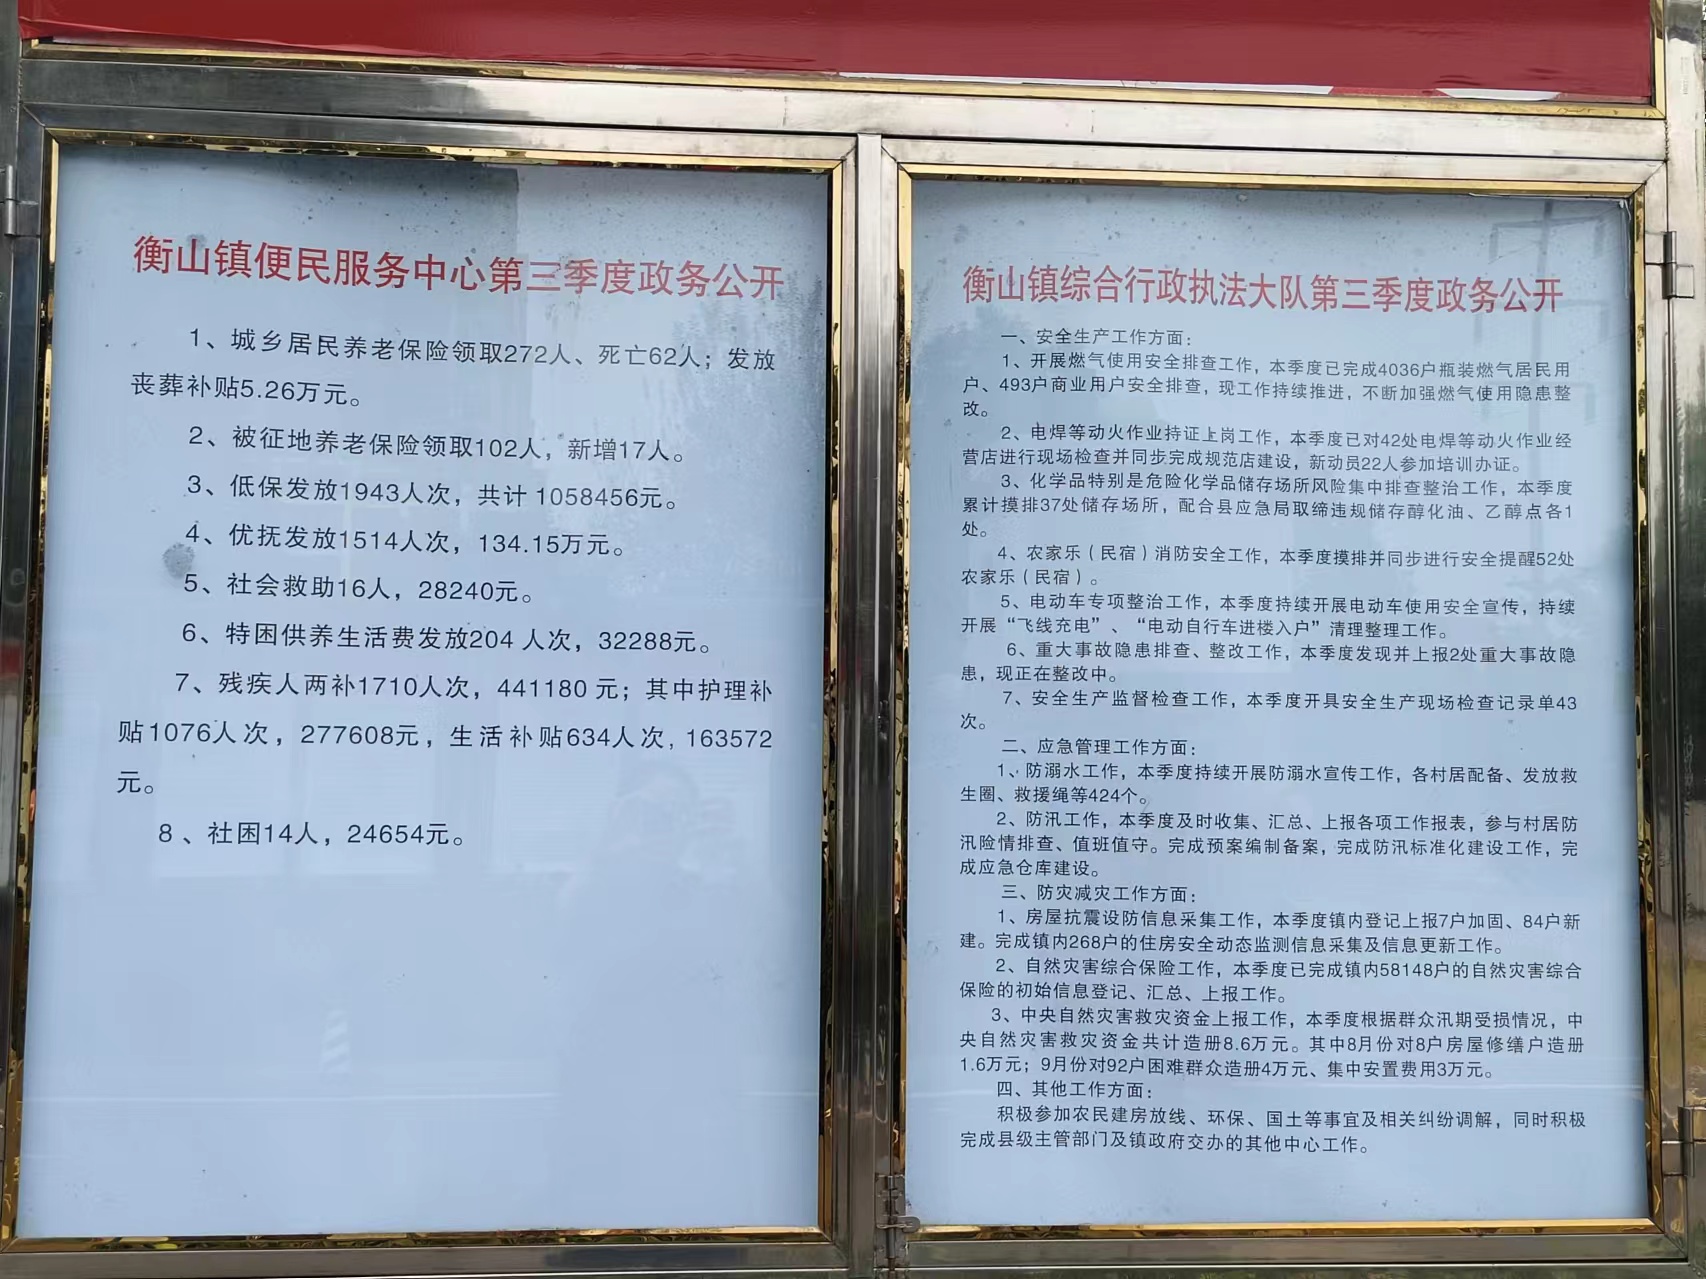 衡山镇便民服务中心第三季度政务公开
1、城乡居民养老保险领取272人、死亡62人；发放
丧葬补贴5.26万元。
2、被征地养老保险领取102人，新增17人。
3、低保发放1943人次，共计 1058456元。
4、优抚发放1514人次，134.15万元。
5、社会救助16人，28240元。
6、特困供养生活费发放204 人次，32288元。
7、残疾人两补1710人次，441180 元；其中护理补
贴1076人次，277608元，生活补贴634人次, 163572
元。
8 、社困14人，24654元。
衡山镇综合行政执法大队第三季度政务公开
一、安全生产工作方面：
1、开展燃气使用安全排查工作，本季度已完成4036户瓶装燃气居民用
户、493户商业用户安全排查，现工作持续推进，不断加强燃气使用隐患整
改。
2、电焊等动火作业持证上岗工作，本季度已对42处电焊等动火作业经
营店进行现场检查并同步完成规范店建设，新动员22人参加培训办证。
3、化学品特别是危险化学品储存场所风险集中排查整治工作，本季度
累计摸排37处储存场所，配合县应急局取缔违规储存醇化油、乙醇点各1
处。
4、农家乐（民宿）消防安全工作，本季度摸排并同步进行安全提醒52处
农家乐（民宿）。
5、电动车专项整治工作，本季度持续开展电动车使用安全宣传，持续
开展“飞线充电”、“电动自行车进楼入户”清理整理工作。
6、重大事故隐患排查、整改工作，本季度发现并上报2处重大事故隐
患，现正在整改中。
7、安全生产监督检查工作，本季度开具安全生产现场检查记录单43
次。
二、应急管理工作方面：
1、防溺水工作，本季度持续开展防溺水宣传工作，各村居配备、发放救
生圈、救援绳等424个。
2、防汛工作，本季度及时收集、汇总、上报各项工作报表，参与村居防
汛险情排查、值班值守。完成预案编制备案，完成防汛标准化建设工作，完
成应急仓库建设。
三、防灾减灾工作方面：
1、房屋抗震设防信息采集工作，本季度镇内登记上报7户加固、84户新
建。完成镇内268户的住房安全动态监测信息采集及信息更新工作。
2、自然灾害综合保险工作，本季度已完成镇内58148户的自然灾害综合
保险的初始信息登记、汇总、上报工作。
3、中央自然灾害救灾资金上报工作，本季度根据群众汛期受损情况，中
央自然灾害救灾资金共计造册8.6万元。其中8月份对8户房屋修缮户造册
1.6万元；9月份对92户困难群众造册4万元、集中安置费用3万元。
四、其他工作方面：
积极参加农民建房放线、环保、国土等事宜及相关纠纷调解，同时积极
完成县级主管部门及镇政府交办的其他中心工作。